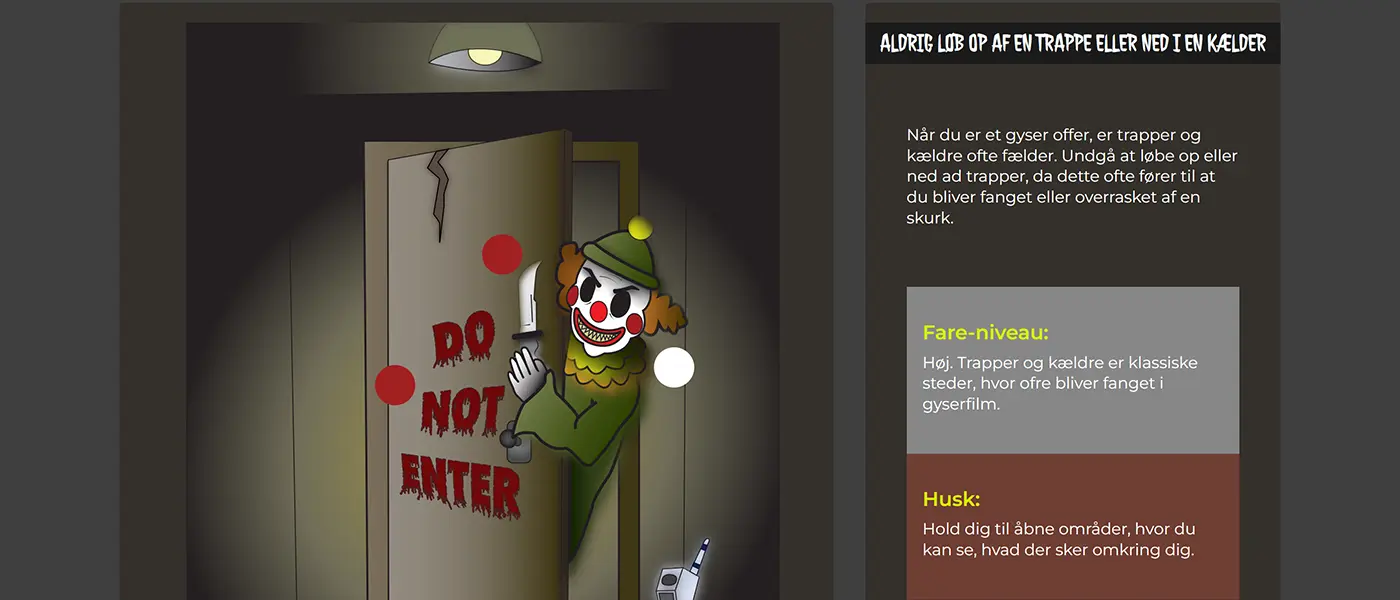 DO
NOT
ENTER
ALDRIG LØB OP AF EN TRAPPE ELLER NED I EN KÆLDER
Når du er et gyser offer, er trapper og
kældre ofte fælder. Undgå at løbe op eller
ned ad trapper, da dette ofte fører til at
du bliver fanget eller overrasket af en
skurk.
Fare-niveau:
Høj. Trapper og kældre er klassiske
steder, hvor ofre bliver fanget i
gyserfilm.
Husk:
Hold dig til åbne områder, hvor du
kan se, hvad der sker omkring dig.